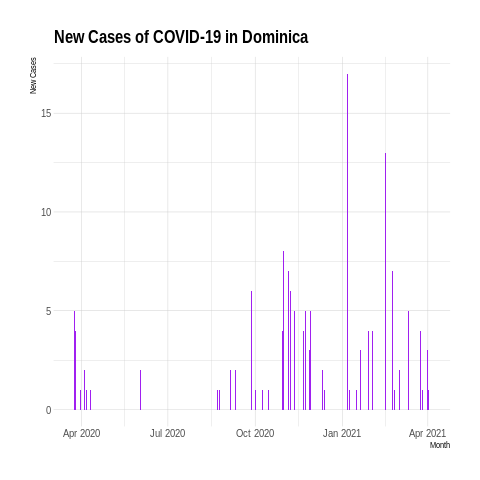 New Cases of COVID-19 in Dominica
New Cases
15
10
5
0
Apr 2020 Jul 2020 Oct 2020 Jan 2021 Apr 2021
Month